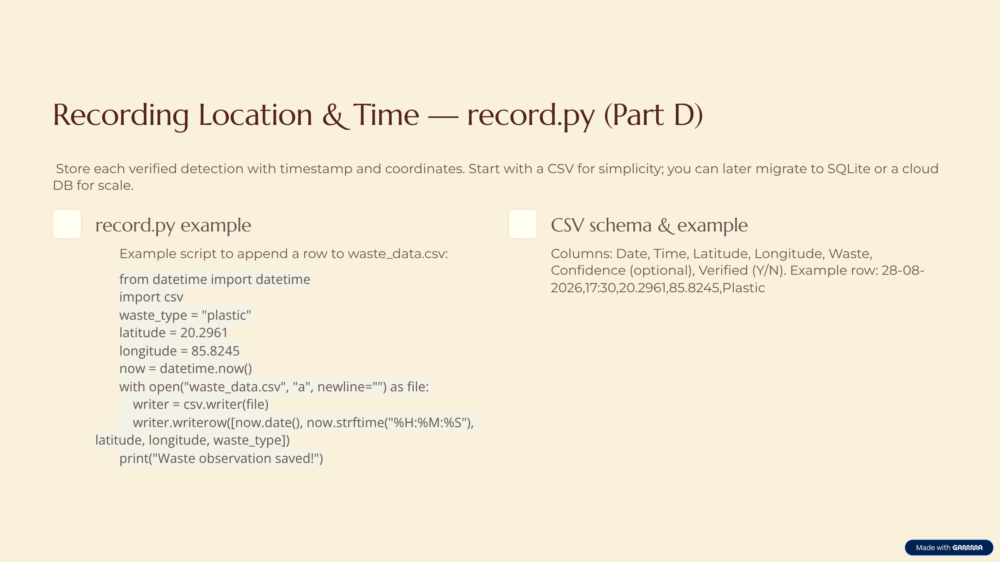 Recording Location & Time — record.py (Part D)
Store each verified detection with timestamp and coordinates. Start with a CSV for simplicity; you can later migrate to SQLite or a cloud
DB for scale.
record.py example
Example script to append a row to waste_data.csv:
from datetime import datetime
import csv
waste_type = "plastic"
latitude = 20.2961
longitude = 85.8245
now = datetime.now()
with open("waste_data.csv", "a", newline="") as file:
    writer = csv.writer(file)
    writer.writerow([now.date(), now.strftime("%H:%M:%S"),
latitude, longitude, waste_type])
print("Waste observation saved!")
CSV schema & example
Columns: Date, Time, Latitude, Longitude, Waste,
Confidence (optional), Verified (Y/N). Example row: 28-08-
2026,17:30,20.2961,85.8245,Plastic
Made with GAMMA